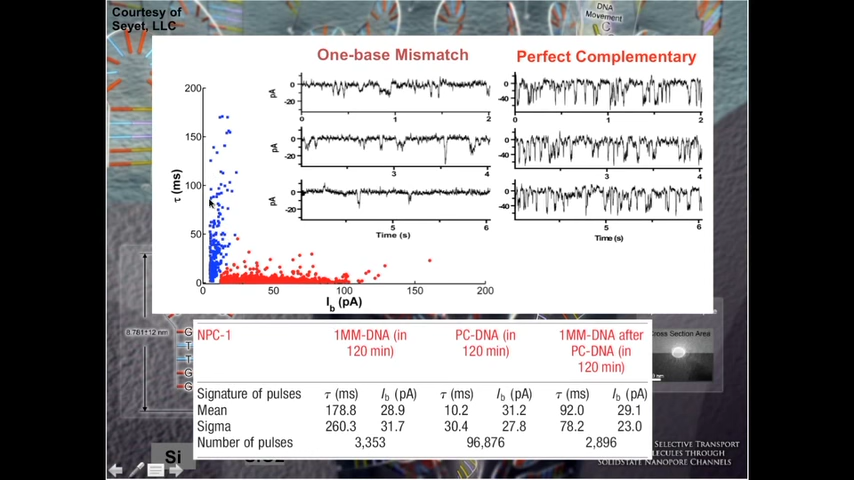 Courtesy of
Seyet, LLC
DNA
Movement
One-base Mismatch
Perfect Complementary
200
150
100
50
0
τ (ms)
0 50 100 150 200
I_b (pA)
pA
0
-20
0 1 2
pA
0
-20
3 4
pA
0
-20
5 6
Time (s)
0
-40
0 1 2
0
-40
3 4
0
-40
5 6
Time (s)
8.781±12 nm
G
T
T
G
G
NPC-1 1MM-DNA (in 120 min) PC-DNA (in 120 min) 1MM-DNA after PC-DNA (in 120 min)
Signature of pulses τ (ms) I_b (pA) τ (ms) I_b (pA) τ (ms) I_b (pA)
Mean 178.8 28.9 10.2 31.2 92.0 29.1
Sigma 260.3 31.7 30.4 27.8 78.2 23.0
Number of pulses 3,353 96,876 2,896
Cross Section Area
Si
SELECTIVE TRANSPORT
THROUGH
SOLIDSTATE NANOPORE CHANNELS